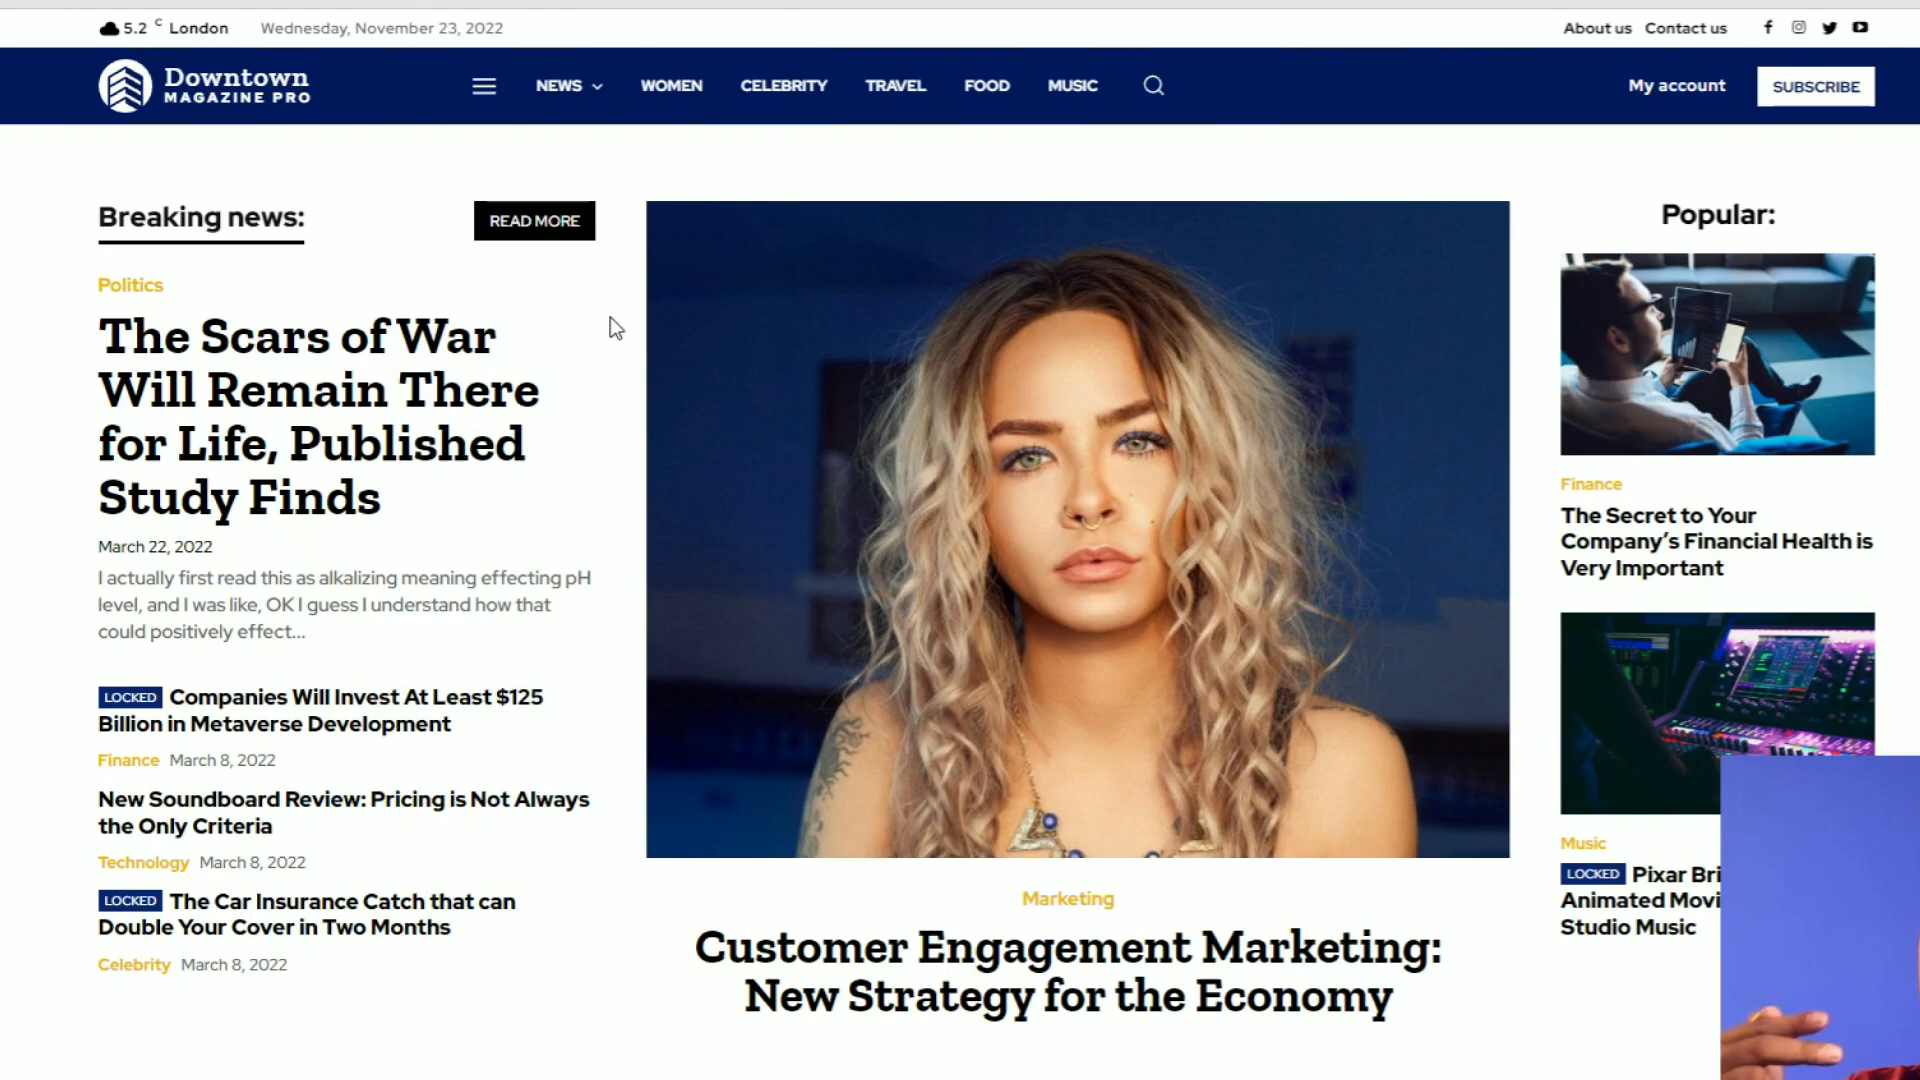 5.2 C London
Wednesday, November 23, 2022
About us
Contact us
Downtown
MAGAZINE PRO
NEWS
WOMEN
CELEBRITY
TRAVEL
FOOD
MUSIC
My account
SUBSCRIBE
Breaking news:
READ MORE
Politics
The Scars of War
Will Remain There
for Life, Published
Study Finds
March 22, 2022
I actually first read this as alkalizing meaning effecting pH
level, and I was like, OK I guess I understand how that
could positively effect...
LOCKED Companies Will Invest At Least $125
Billion in Metaverse Development
Finance March 8, 2022
New Soundboard Review: Pricing is Not Always
the Only Criteria
Technology March 8, 2022
LOCKED The Car Insurance Catch that can
Double Your Cover in Two Months
Celebrity March 8, 2022
Marketing
Customer Engagement Marketing:
New Strategy for the Economy
Popular:
Finance
The Secret to Your
Company's Financial Health is
Very Important
Music
LOCKED Pixar Bri
Animated Movi
Studio Music